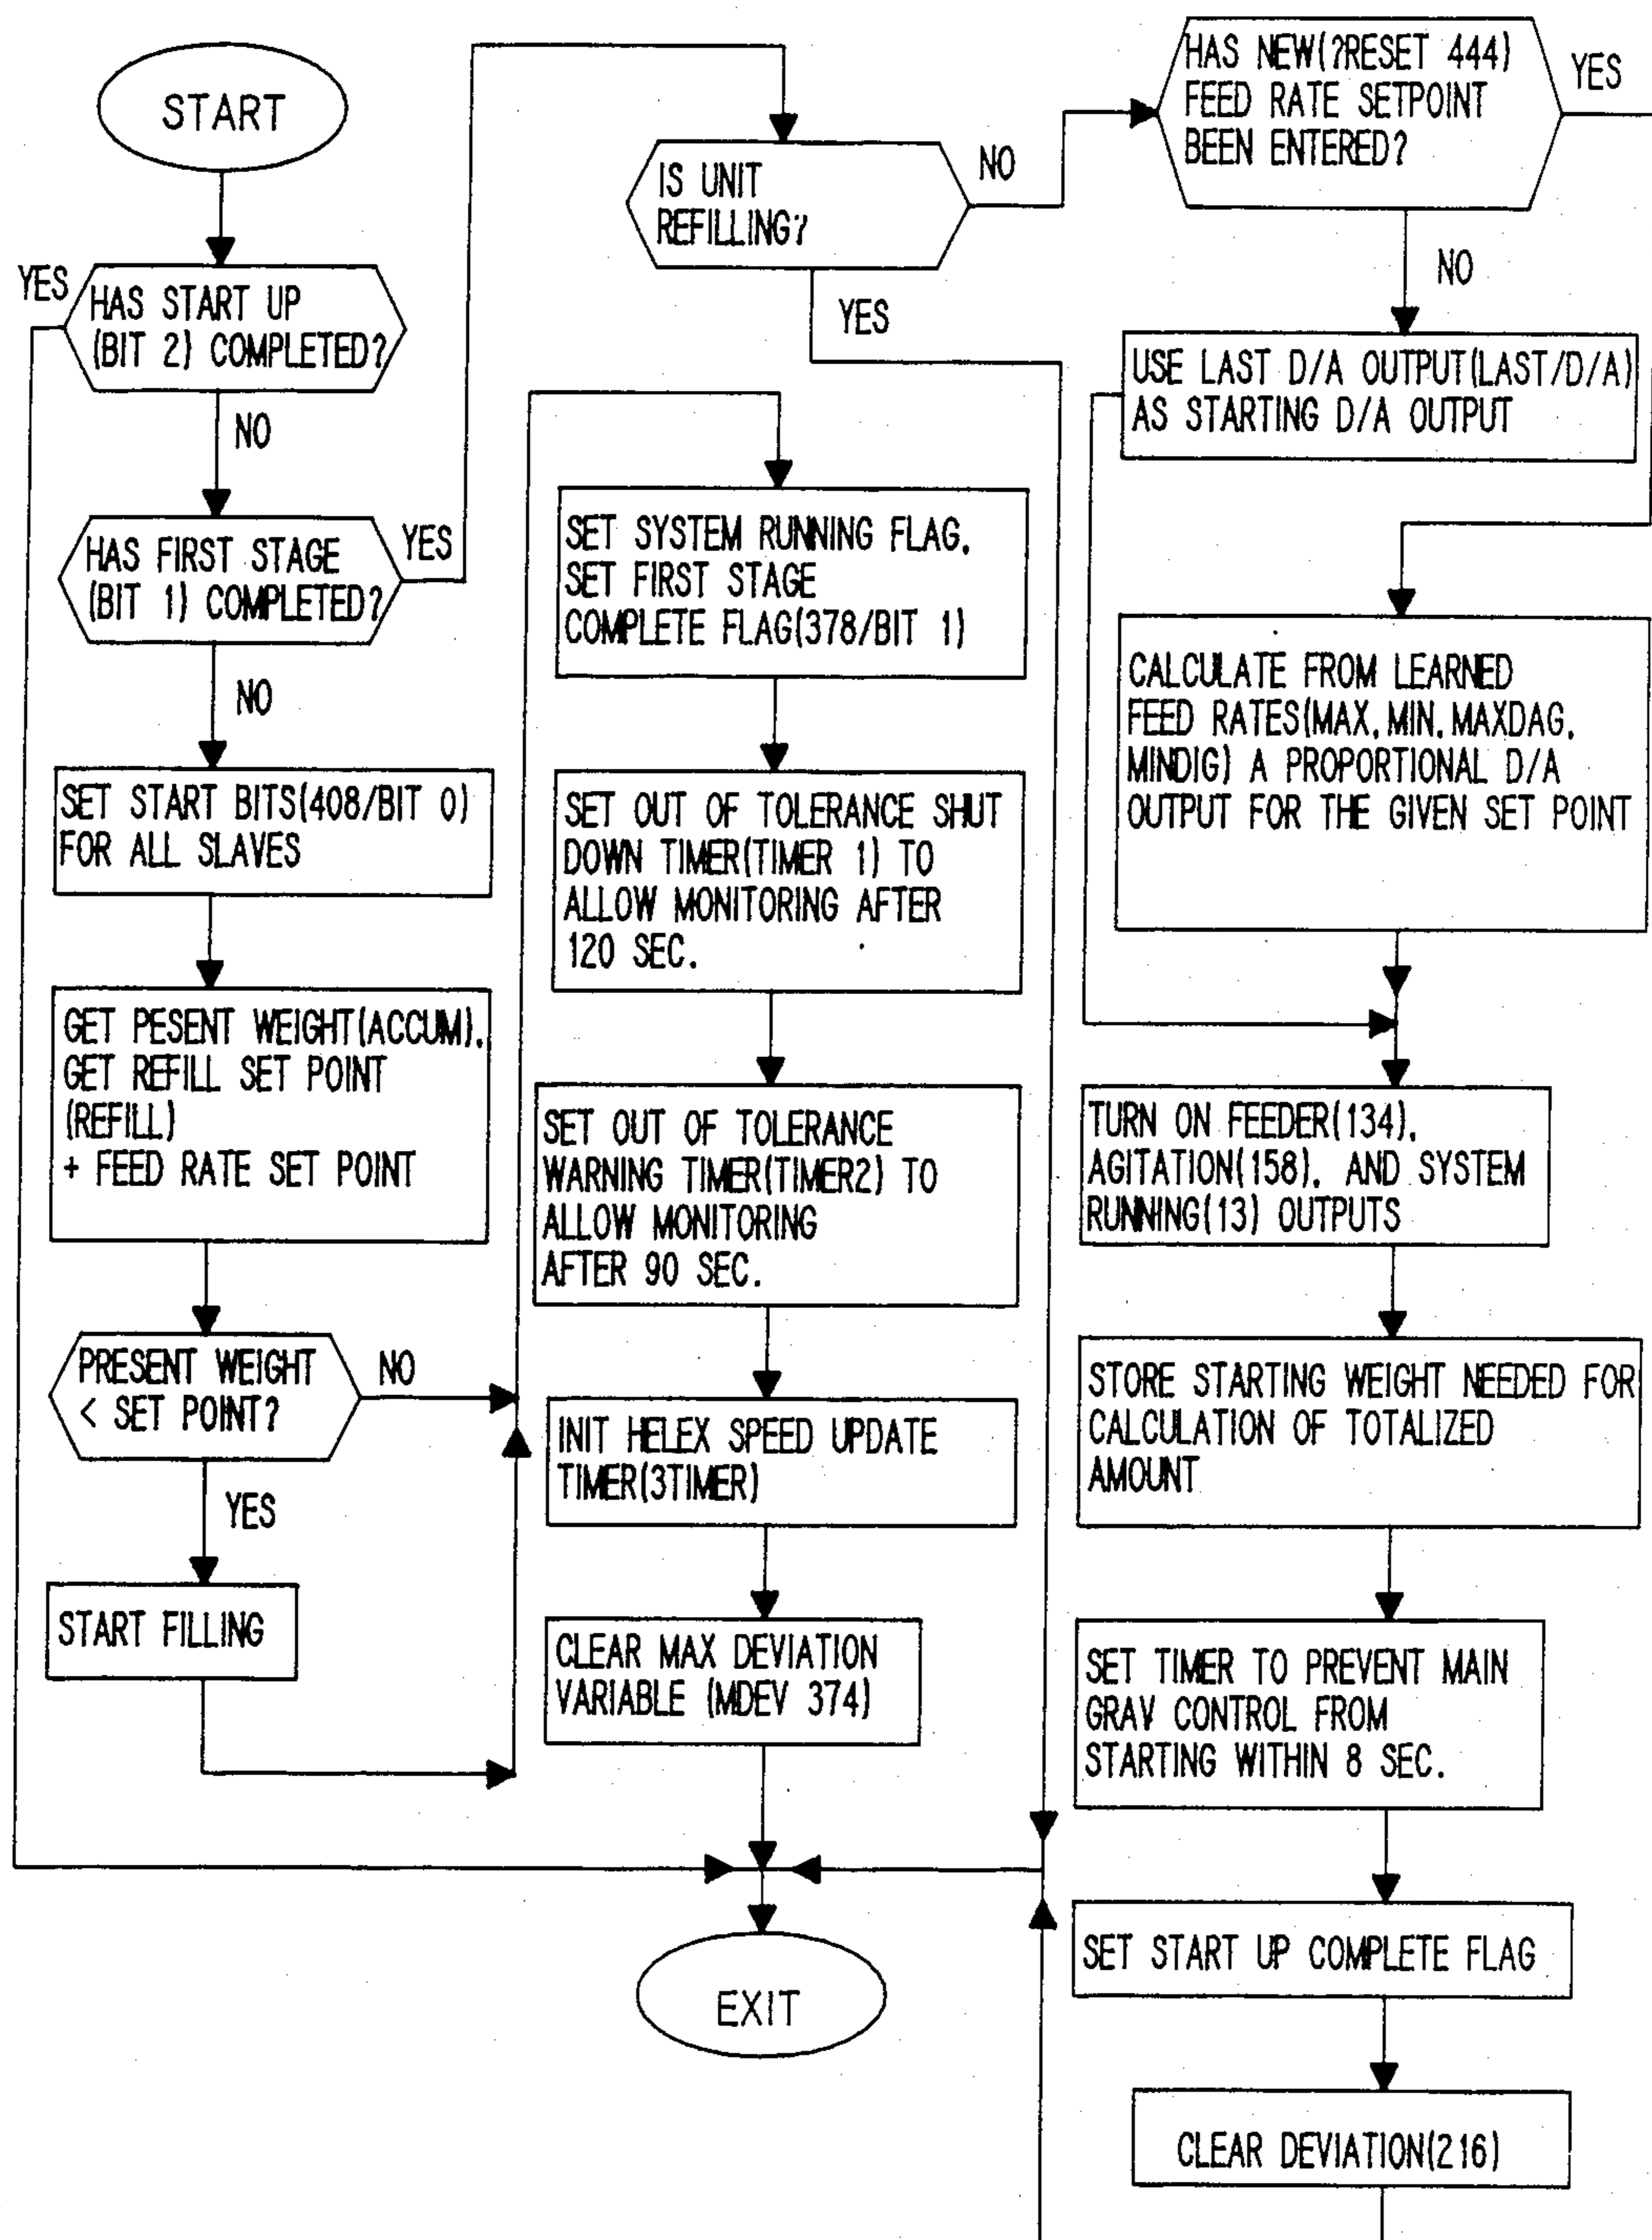 START
YES
HAS START UP
(BIT 2) COMPLETED?
NO
HAS FIRST STAGE
(BIT 1) COMPLETED?
YES
NO
SET START BITS(408/BIT 0)
FOR ALL SLAVES
GET PESENT WEIGHT(ACCUM),
GET REFILL SET POINT
(REFILL)
+ FEED RATE SET POINT
PRESENT WEIGHT
< SET POINT?
NO
YES
START FILLING
IS UNIT
REFILLING?
NO
YES
SET SYSTEM RUNNING FLAG,
SET FIRST STAGE
COMPLETE FLAG(378/BIT 1)
SET OUT OF TOLERANCE SHUT
DOWN TIMER(TIMER 1) TO
ALLOW MONITORING AFTER
120 SEC.
SET OUT OF TOLERANCE
WARNING TIMER(TIMER2) TO
ALLOW MONITORING
AFTER 90 SEC.
INIT HELEX SPEED UPDATE
TIMER(3TIMER)
CLEAR MAX DEVIATION
VARIABLE (MDEV 374)
EXIT
HAS NEW(?RESET 444)
FEED RATE SETPOINT
BEEN ENTERED?
YES
NO
USE LAST D/A OUTPUT(LAST/D/A)
AS STARTING D/A OUTPUT
CALCULATE FROM LEARNED
FEED RATES(MAX, MIN, MAXDAG,
MINDIG) A PROPORTIONAL D/A
OUTPUT FOR THE GIVEN SET POINT
TURN ON FEEDER(134),
AGITATION(158), AND SYSTEM
RUNNING(13) OUTPUTS
STORE STARTING WEIGHT NEEDED FOR
CALCULATION OF TOTALIZED
AMOUNT
SET TIMER TO PREVENT MAIN
GRAV CONTROL FROM
STARTING WITHIN 8 SEC.
SET START UP COMPLETE FLAG
CLEAR DEVIATION(216)